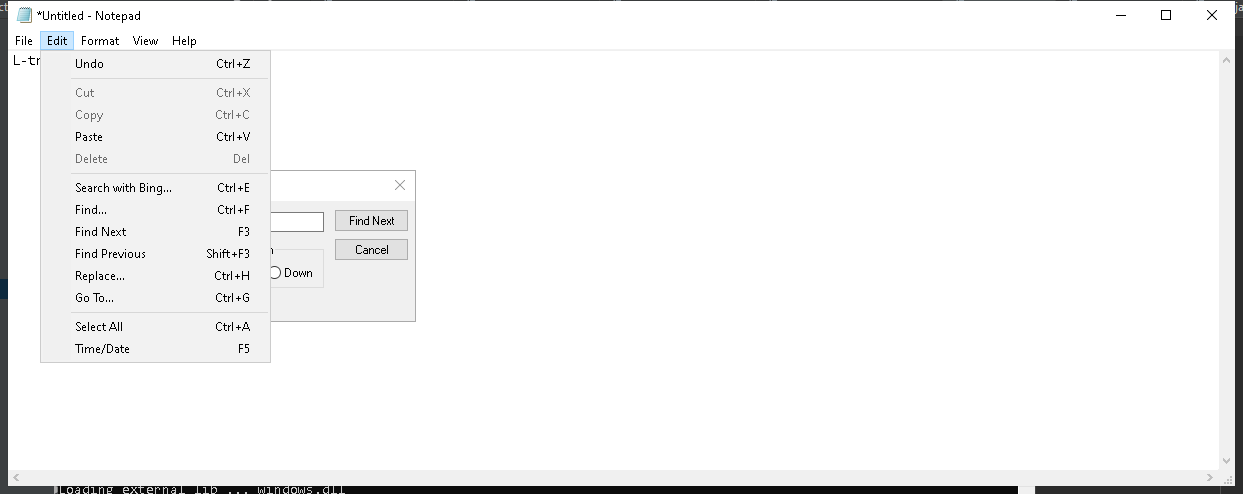 *Untitled - Notepad
File Edit Format View Help
Undo Ctrl+Z
Cut Ctrl+X
Copy Ctrl+C
Paste Ctrl+V
Delete Del
Search with Bing... Ctrl+E
Find... Ctrl+F
Find Next F3
Find Previous Shift+F3
Replace... Ctrl+H
Go To... Ctrl+G
Select All Ctrl+A
Time/Date F5
Find Next
Cancel
Down
Loading external lib ... windows.dll